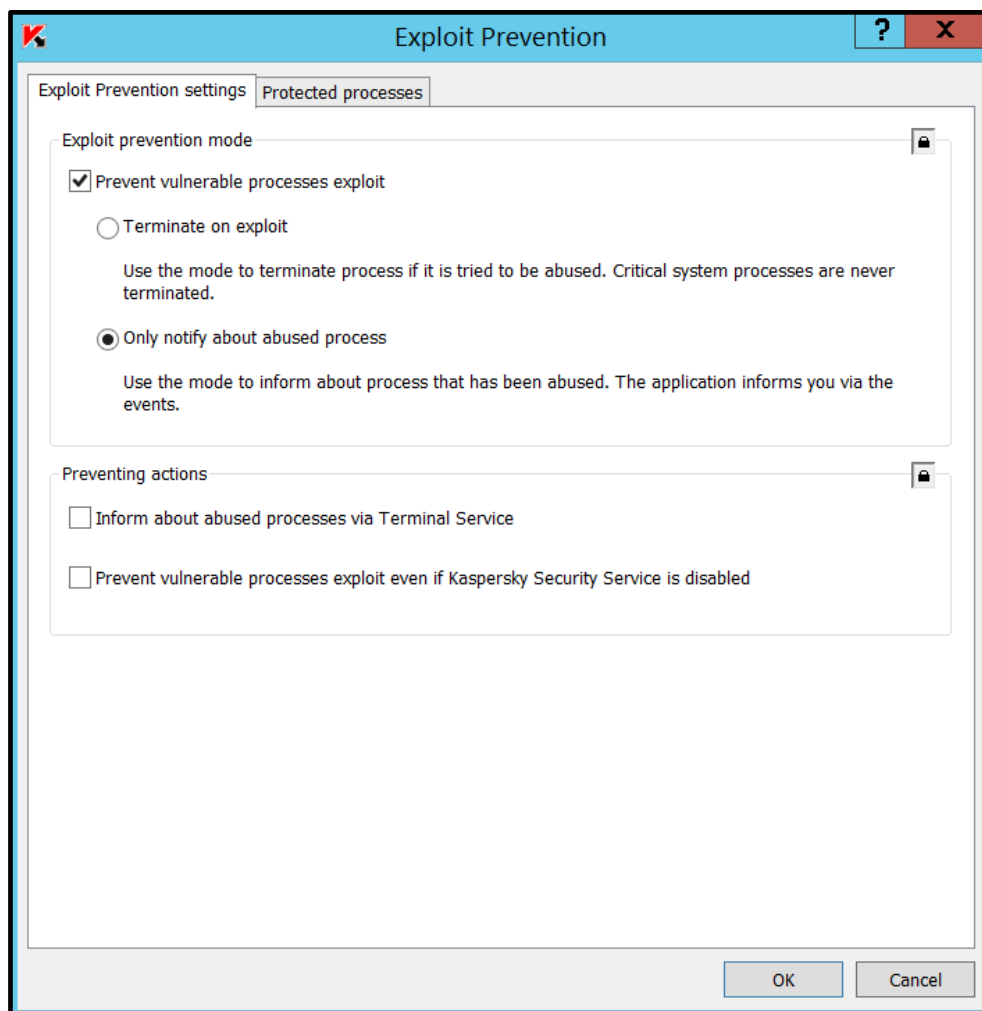 Exploit Prevention
? X
Exploit Prevention settings Protected processes
Exploit prevention mode
Prevent vulnerable processes exploit
Terminate on exploit
Use the mode to terminate process if it is tried to be abused. Critical system processes are never
terminated.
Only notify about abused process
Use the mode to inform about process that has been abused. The application informs you via the
events.
Preventing actions
Inform about abused processes via Terminal Service
Prevent vulnerable processes exploit even if Kaspersky Security Service is disabled
OK Cancel